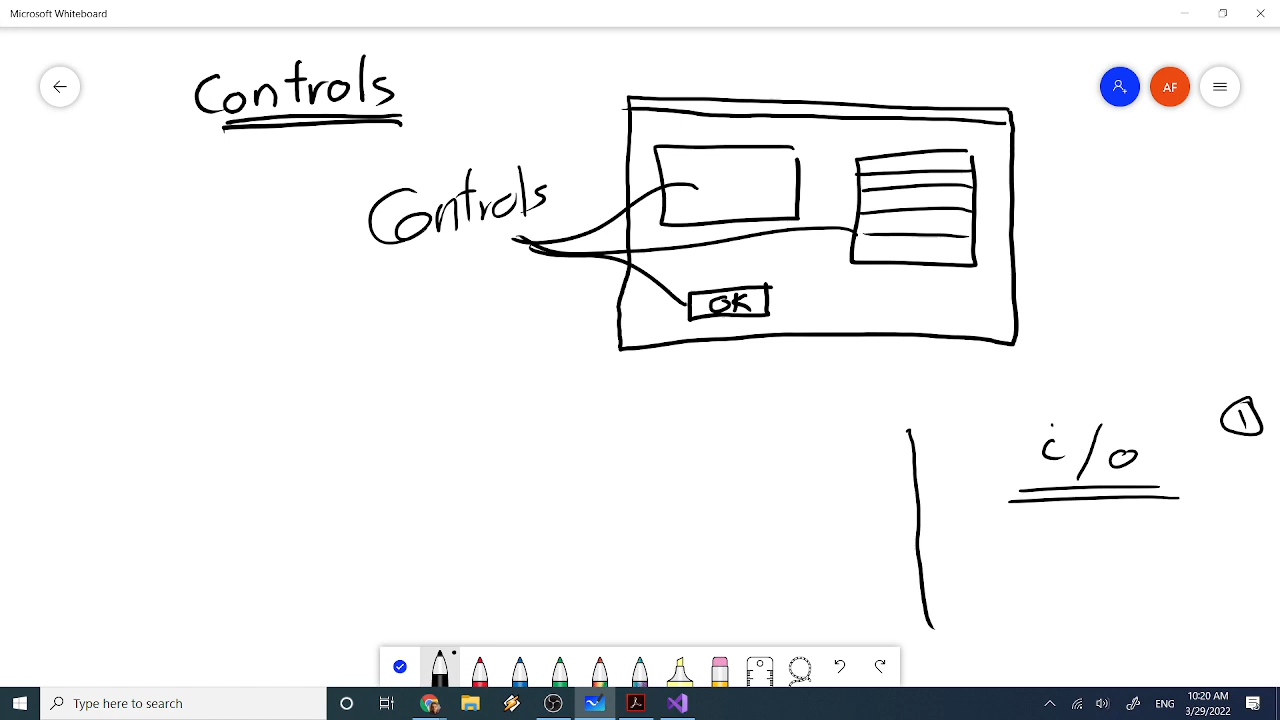 Microsoft Whiteboard
Controls
AF
Controls
OK
1
i/o
Type here to search
ENG
10:20 AM
3/29/2022